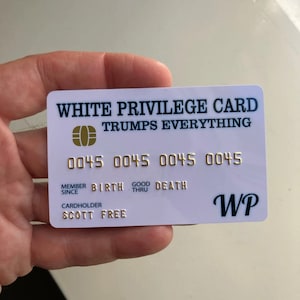 WHITE PRIVILEGE CARD
TRUMPS EVERYTHING
0045 0045 0045 0045
MEMBER SINCE BIRTH GOOD THRU DEATH
CARDHOLDER
SCOTT FREE
WP